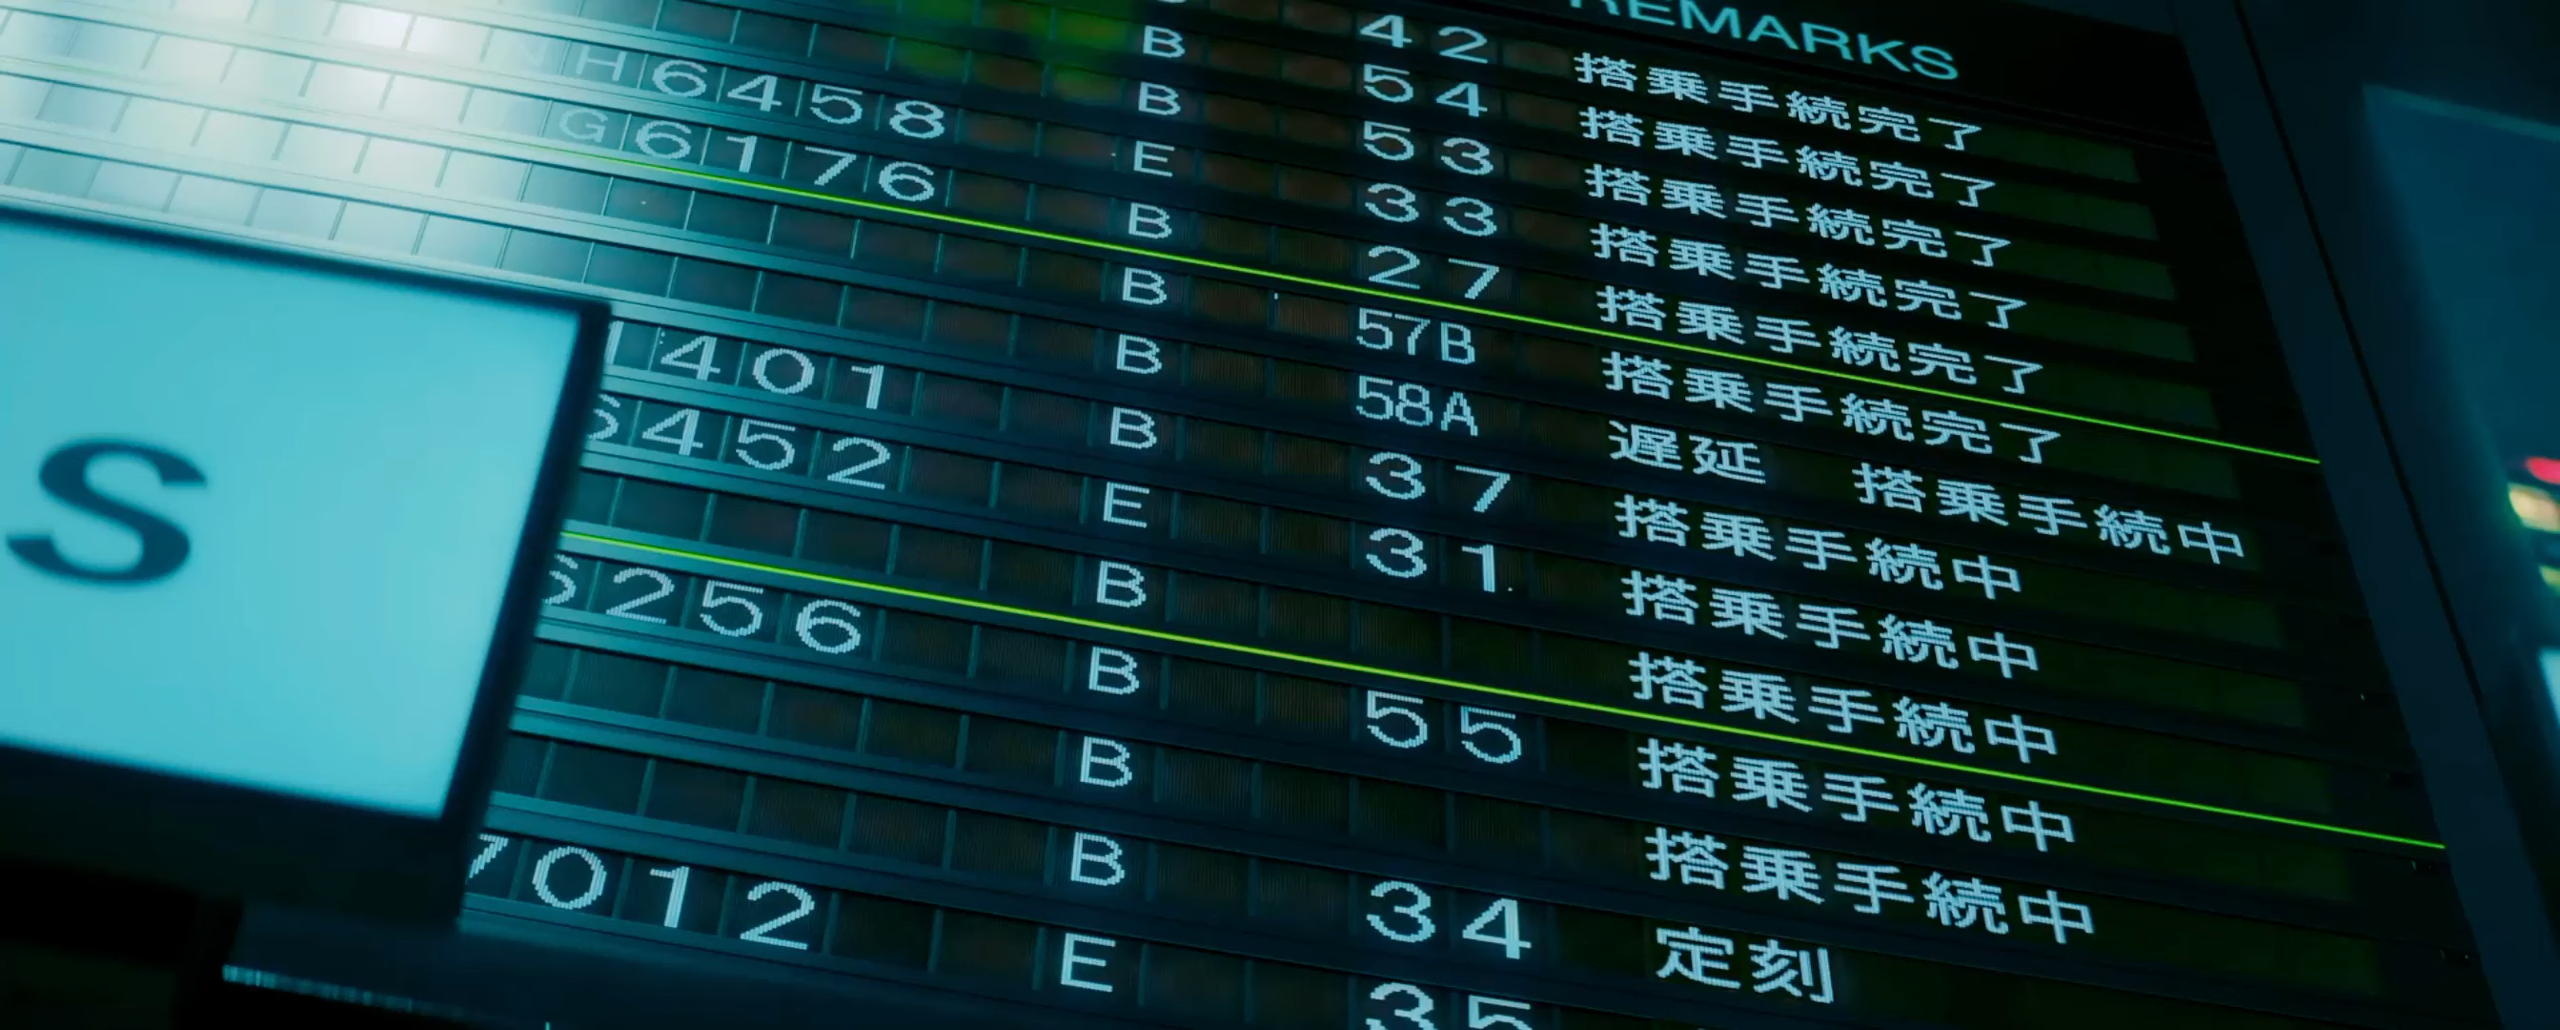 REMARKS
42 搭乗手続完了
B 54 搭乗手続完了
B 53 搭乗手続完了
NH6458 E 33 搭乗手続完了
G6176 B 27 搭乗手続完了
B 57B 搭乗手続完了
B 58A 遅延 搭乗手続中
401 B 37 搭乗手続中
6452 E 31 搭乗手続中
B 搭乗手続中
6256 B 55 搭乗手続中
B 搭乗手続中
B 34 定刻
7012 E 35
S